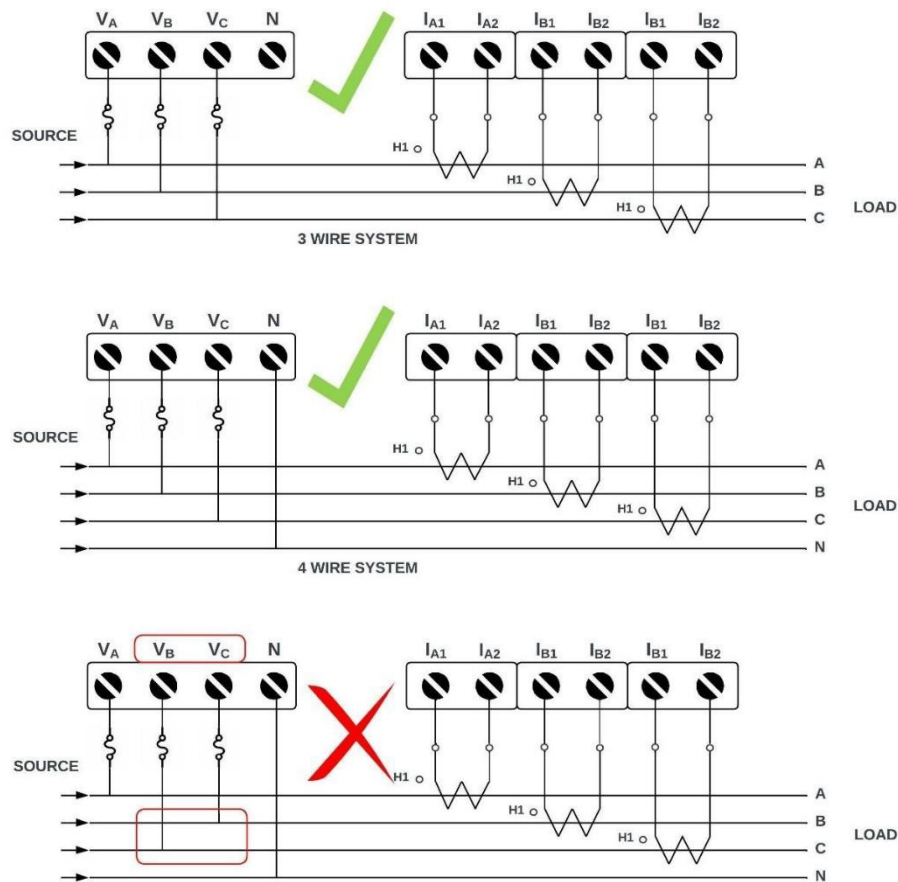 VA VB VC N IA1 IA2 IB1 IB2 IB1 IB2
SOURCE
H1
A
H1
B
H1
C
LOAD
3 WIRE SYSTEM
VA VB VC N IA1 IA2 IB1 IB2 IB1 IB2
SOURCE
H1
A
H1
B
H1
C
LOAD
N
4 WIRE SYSTEM
VA VB VC N IA1 IA2 IB1 IB2 IB1 IB2
SOURCE
H1
A
H1
B
H1
C
LOAD
N